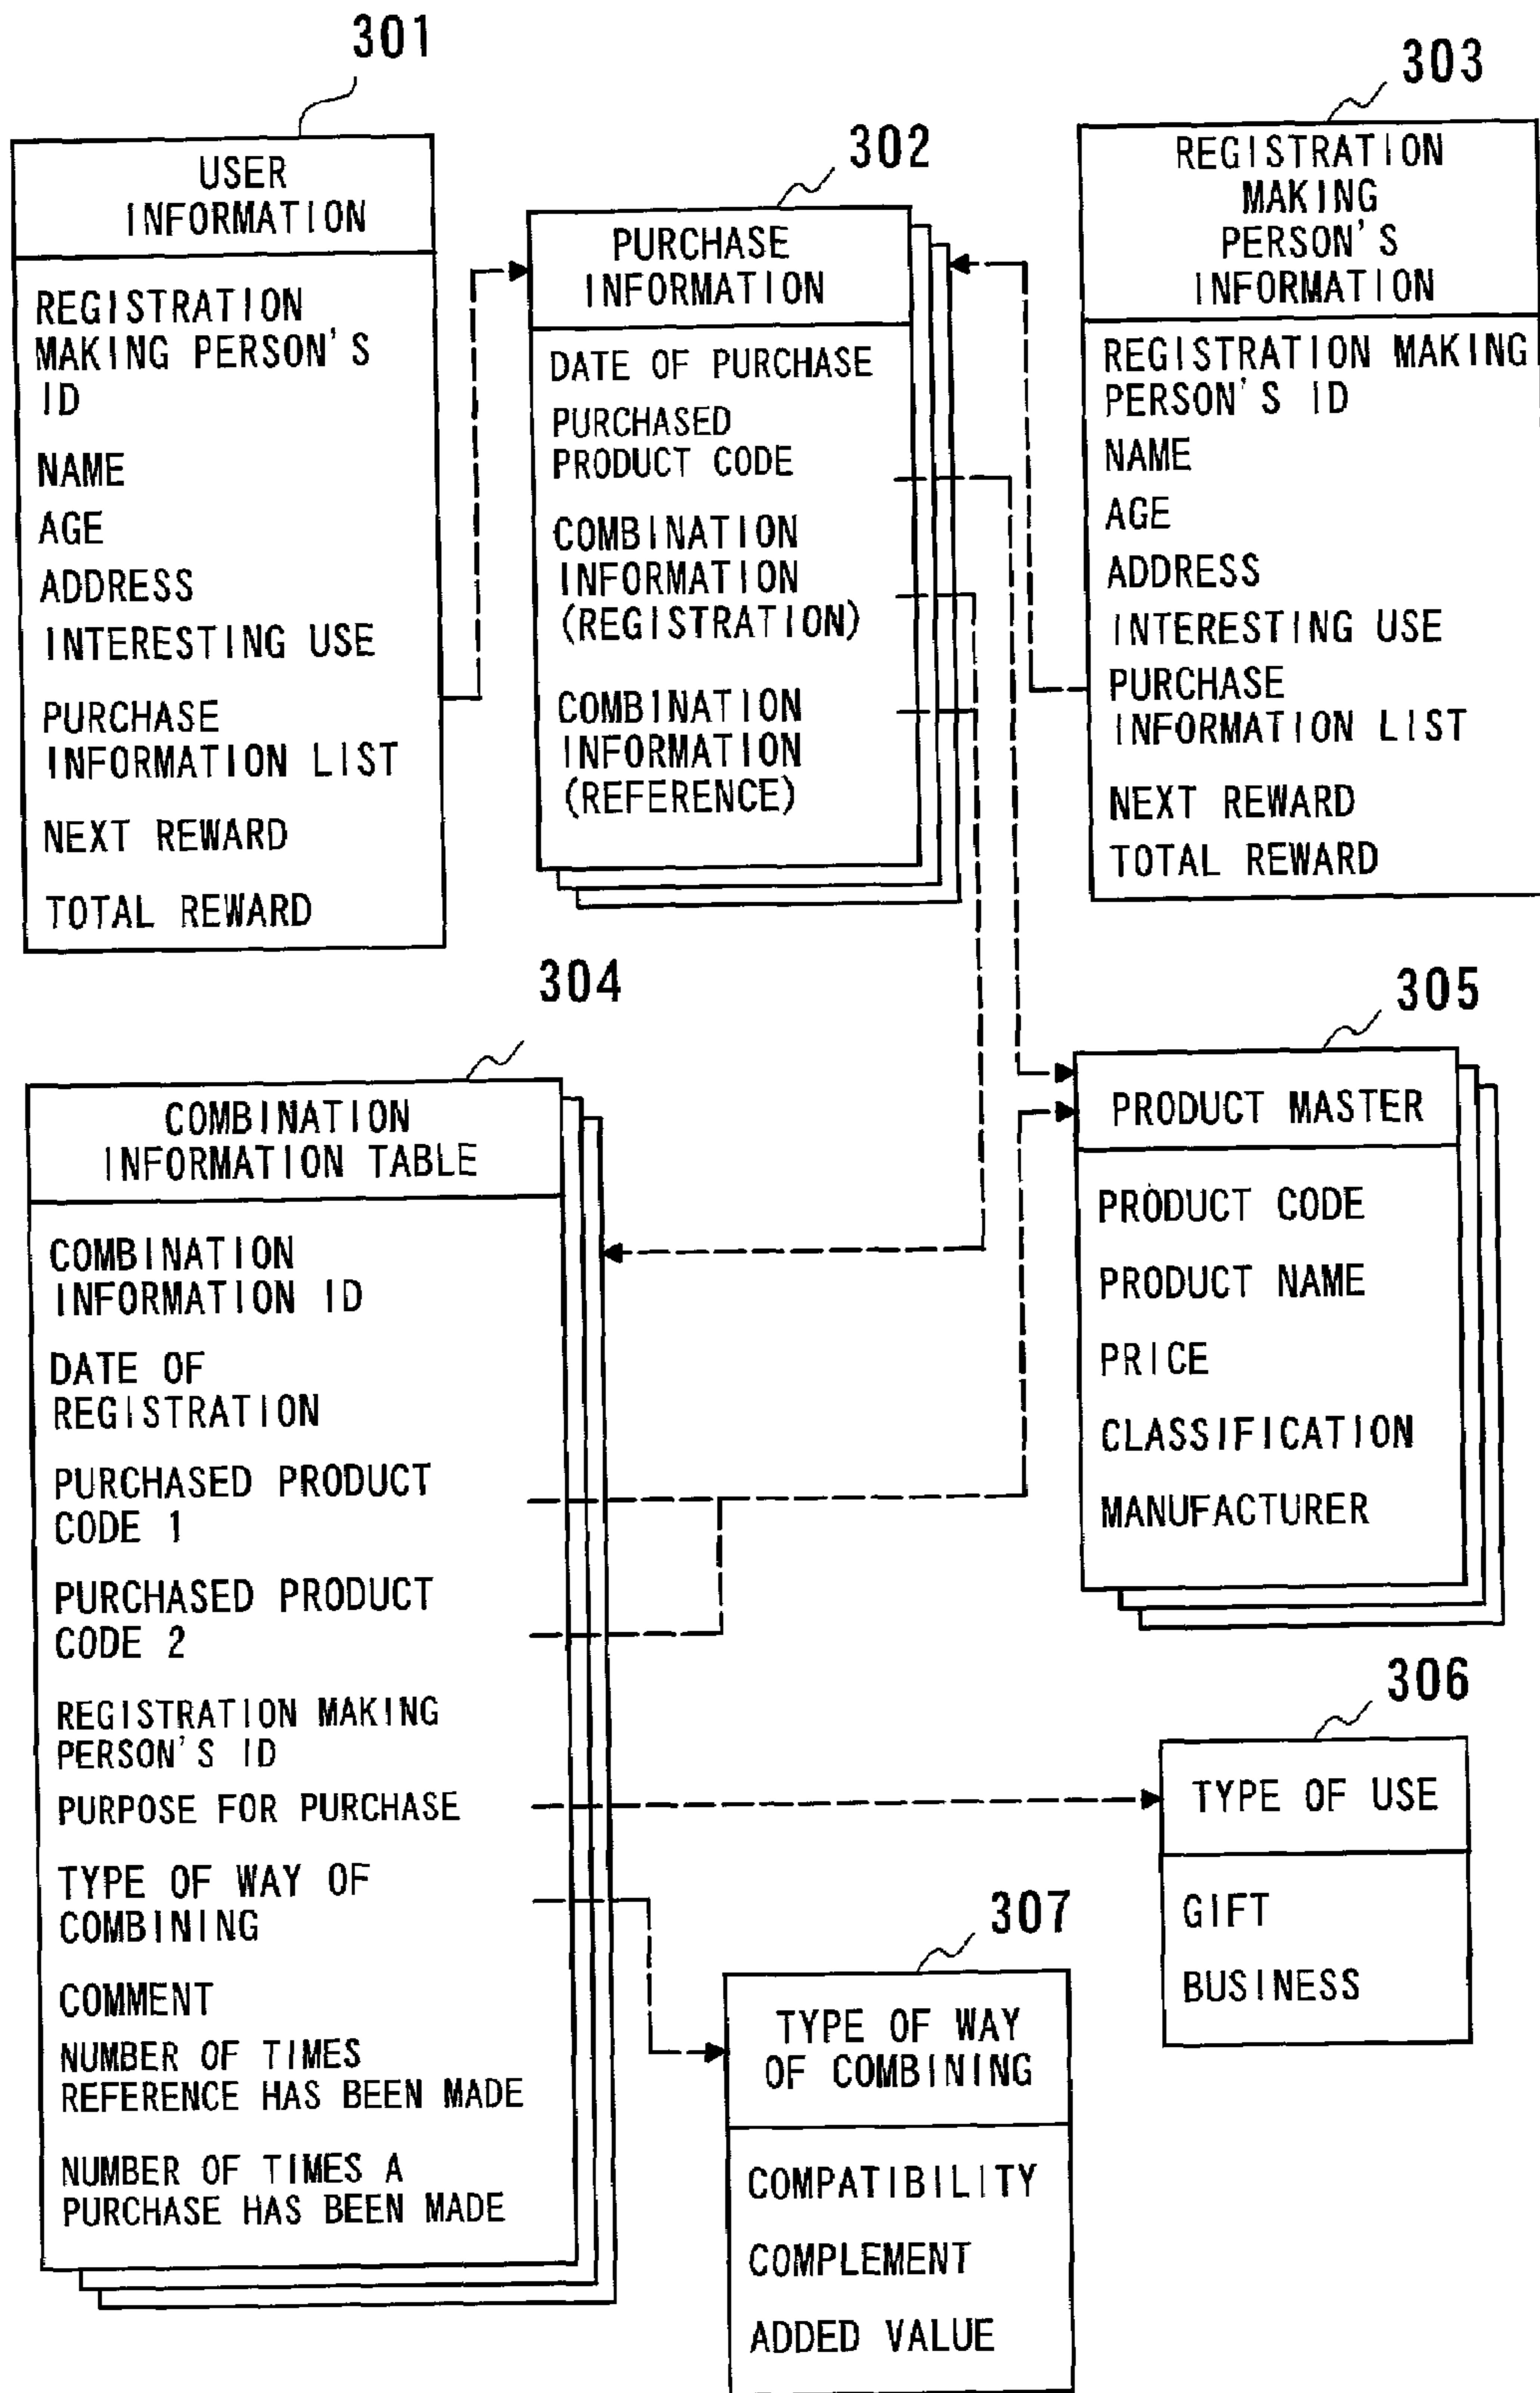 301
USER
INFORMATION
REGISTRATION
MAKING PERSON'S
ID
NAME
AGE
ADDRESS
INTERESTING USE
PURCHASE
INFORMATION LIST
NEXT REWARD
TOTAL REWARD
302
PURCHASE
INFORMATION
DATE OF PURCHASE
PURCHASED
PRODUCT CODE
COMBINATION
INFORMATION
(REGISTRATION)
COMBINATION
INFORMATION
(REFERENCE)
303
REGISTRATION
MAKING
PERSON'S
INFORMATION
REGISTRATION MAKING
PERSON'S ID
NAME
AGE
ADDRESS
INTERESTING USE
PURCHASE
INFORMATION LIST
NEXT REWARD
TOTAL REWARD
304
COMBINATION
INFORMATION TABLE
COMBINATION
INFORMATION ID
DATE OF
REGISTRATION
PURCHASED PRODUCT
CODE 1
PURCHASED PRODUCT
CODE 2
REGISTRATION MAKING
PERSON'S ID
PURPOSE FOR PURCHASE
TYPE OF WAY OF
COMBINING
COMMENT
NUMBER OF TIMES
REFERENCE HAS BEEN MADE
NUMBER OF TIMES A
PURCHASE HAS BEEN MADE
305
PRODUCT MASTER
PRODUCT CODE
PRODUCT NAME
PRICE
CLASSIFICATION
MANUFACTURER
306
TYPE OF USE
GIFT
BUSINESS
307
TYPE OF WAY
OF COMBINING
COMPATIBILITY
COMPLEMENT
ADDED VALUE